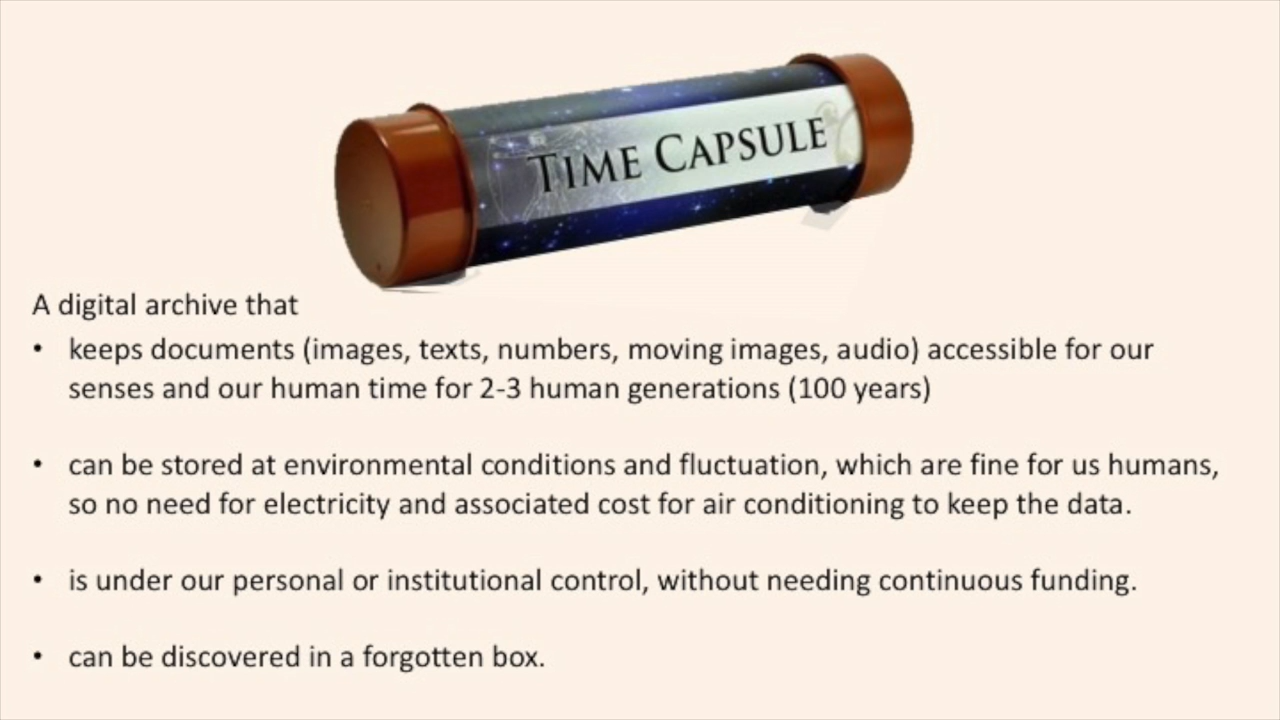 TIME CAPSULE
A digital archive that
• keeps documents (images, texts, numbers, moving images, audio) accessible for our
senses and our human time for 2-3 human generations (100 years)
• can be stored at environmental conditions and fluctuation, which are fine for us humans,
so no need for electricity and associated cost for air conditioning to keep the data.
• is under our personal or institutional control, without needing continuous funding.
• can be discovered in a forgotten box.